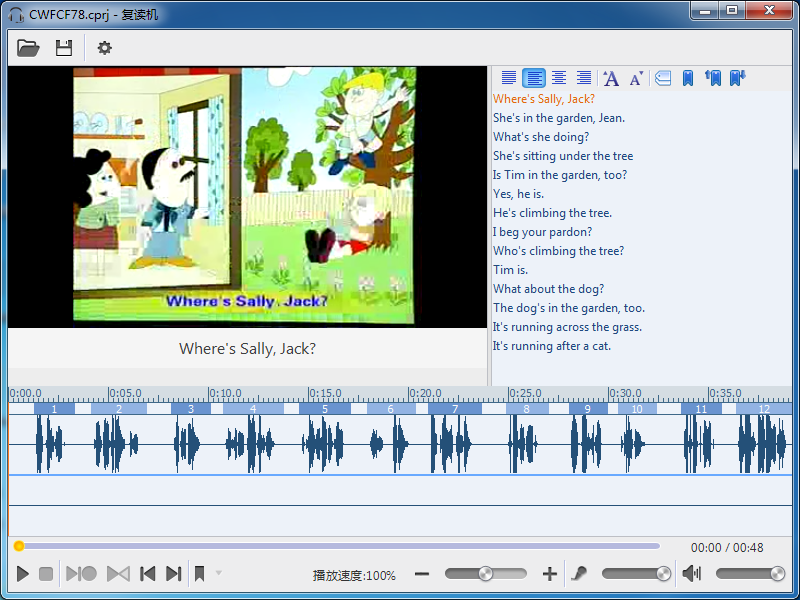 CWFCF78.cprj - 复读机
Where's Sally, Jack?
Where's Sally, Jack?
Where's Sally, Jack?
She's in the garden, Jean.
What's she doing?
She's sitting under the tree
Is Tim in the garden, too?
Yes, he is.
He's climbing the tree.
I beg your pardon?
Who's climbing the tree?
Tim is.
What about the dog?
The dog's in the garden, too.
It's running across the grass.
It's running after a cat.
0:00.0 0:05.0 0:10.0 0:15.0 0:20.0 0:25.0 0:30.0 0:35.0
1 2 3 4 5 6 7 8 9 10 11 12
00:00 / 00:48
播放速度:100%